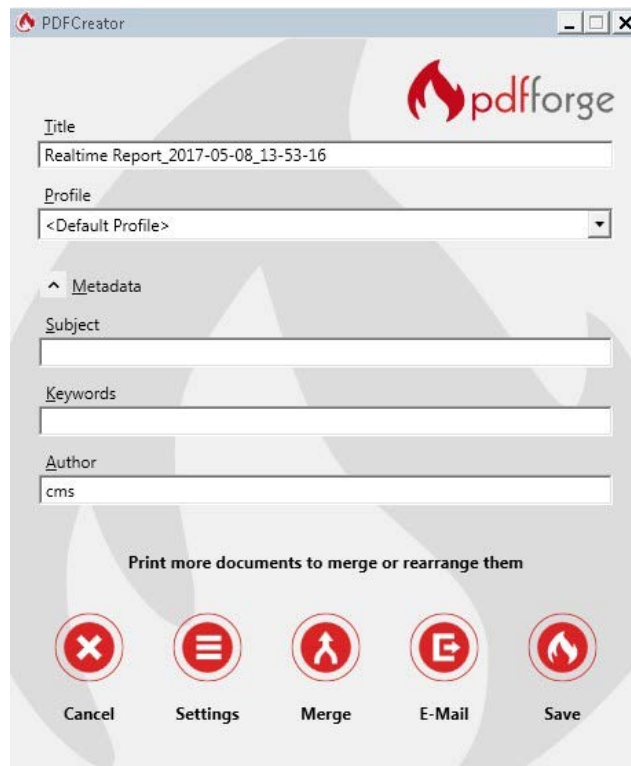 PDFCreator
pdfforge
Title
Realtime Report_2017-05-08_13-53-16
Profile
<Default Profile>
Metadata
Subject
Keywords
Author
cms
Print more documents to merge or rearrange them
Cancel Settings Merge E-Mail Save